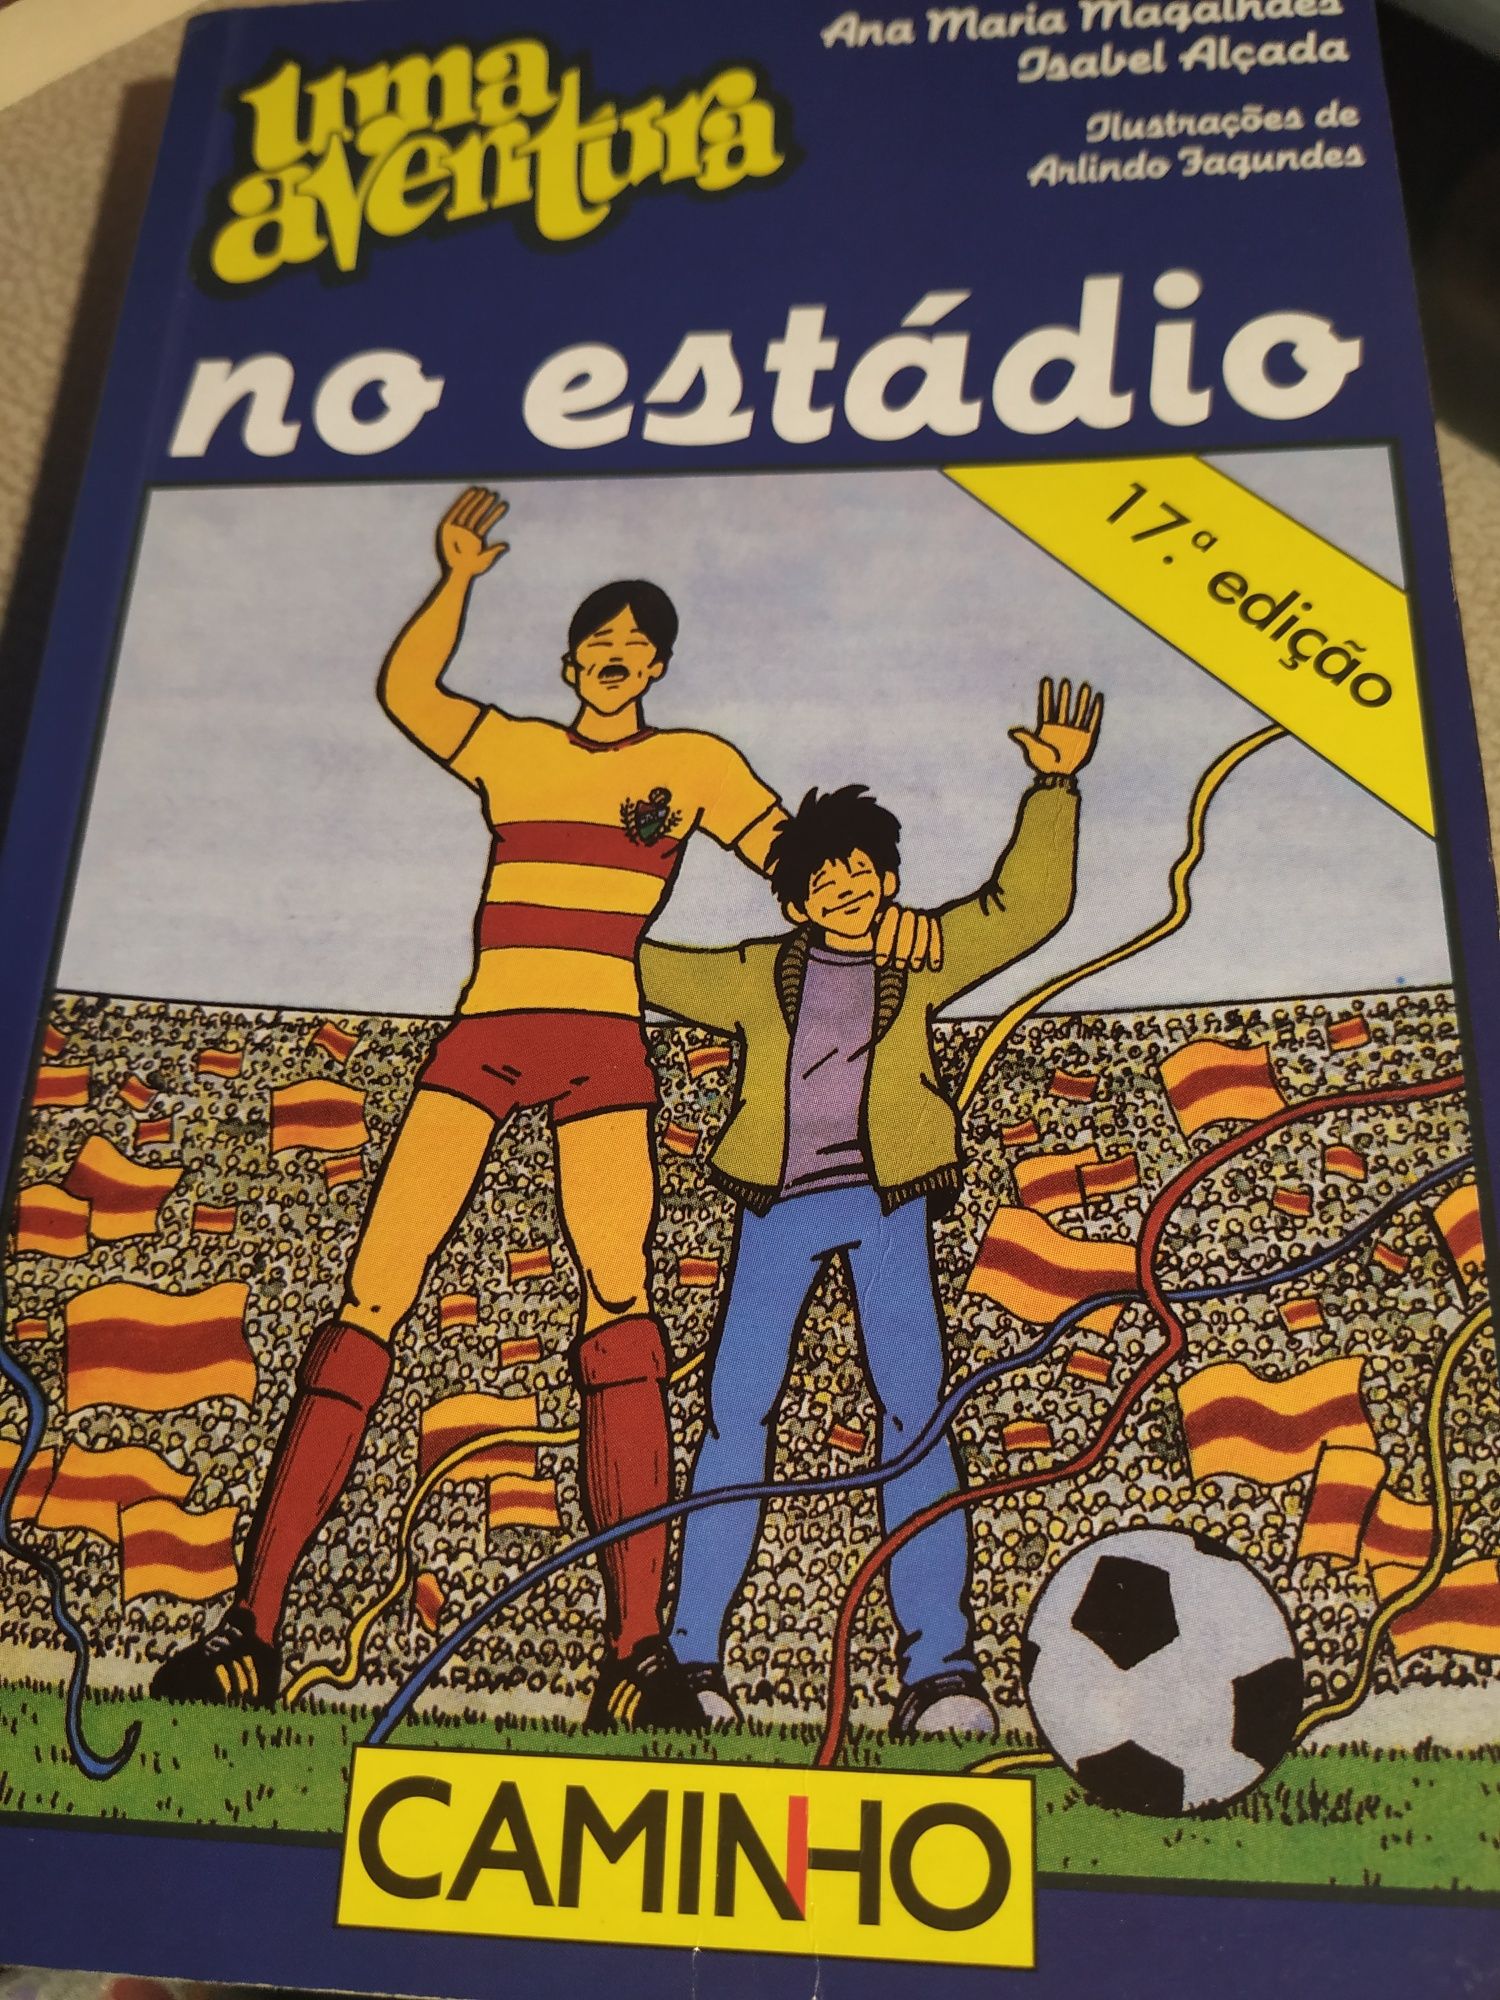 uma
aventura
Ana Maria Magalhães
Isabel Alçada
Ilustrações de
Arlindo Fagundes
no estádio
17.ª edição
CAMINHO